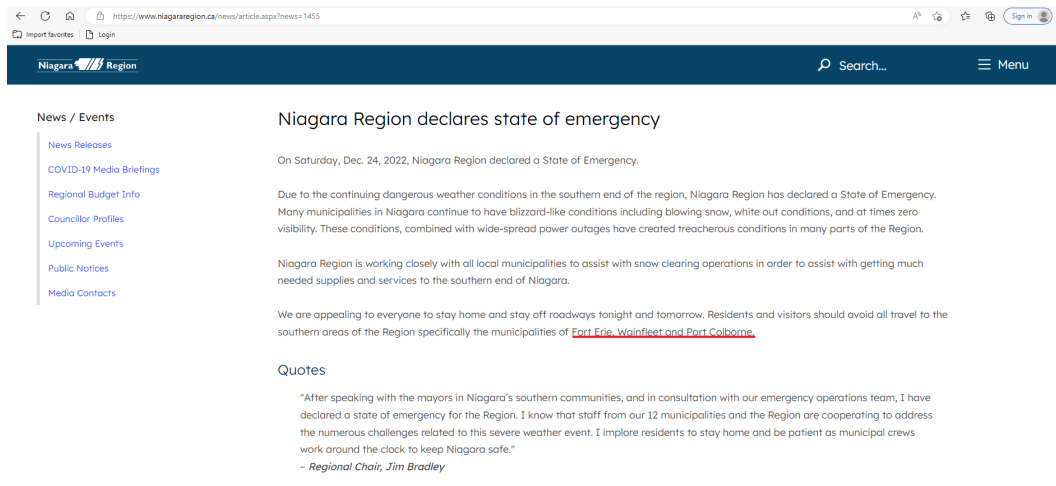 https://www.niagararegion.ca/news/article.aspx?news=1455
Sign in
Import favorites
Login
Niagara Region
Search...
Menu
News / Events
News Releases
COVID-19 Media Briefings
Regional Budget Info
Councillor Profiles
Upcoming Events
Public Notices
Media Contacts
Niagara Region declares state of emergency
On Saturday, Dec. 24, 2022, Niagara Region declared a State of Emergency.
Due to the continuing dangerous weather conditions in the southern end of the region, Niagara Region has declared a State of Emergency.
Many municipalities in Niagara continue to have blizzard-like conditions including blowing snow, white out conditions, and at times zero
visibility. These conditions, combined with wide-spread power outages have created treacherous conditions in many parts of the Region.
Niagara Region is working closely with all local municipalities to assist with snow clearing operations in order to assist with getting much
needed supplies and services to the southern end of Niagara.
We are appealing to everyone to stay home and stay off roadways tonight and tomorrow. Residents and visitors should avoid all travel to the
southern areas of the Region specifically the municipalities of Fort Erie, Wainfleet and Port Colborne.
Quotes
"After speaking with the mayors in Niagara's southern communities, and in consultation with our emergency operations team, I have
declared a state of emergency for the Region. I know that staff from our 12 municipalities and the Region are cooperating to address
the numerous challenges related to this severe weather event. I implore residents to stay home and be patient as municipal crews
work around the clock to keep Niagara safe."
~ Regional Chair, Jim Bradley